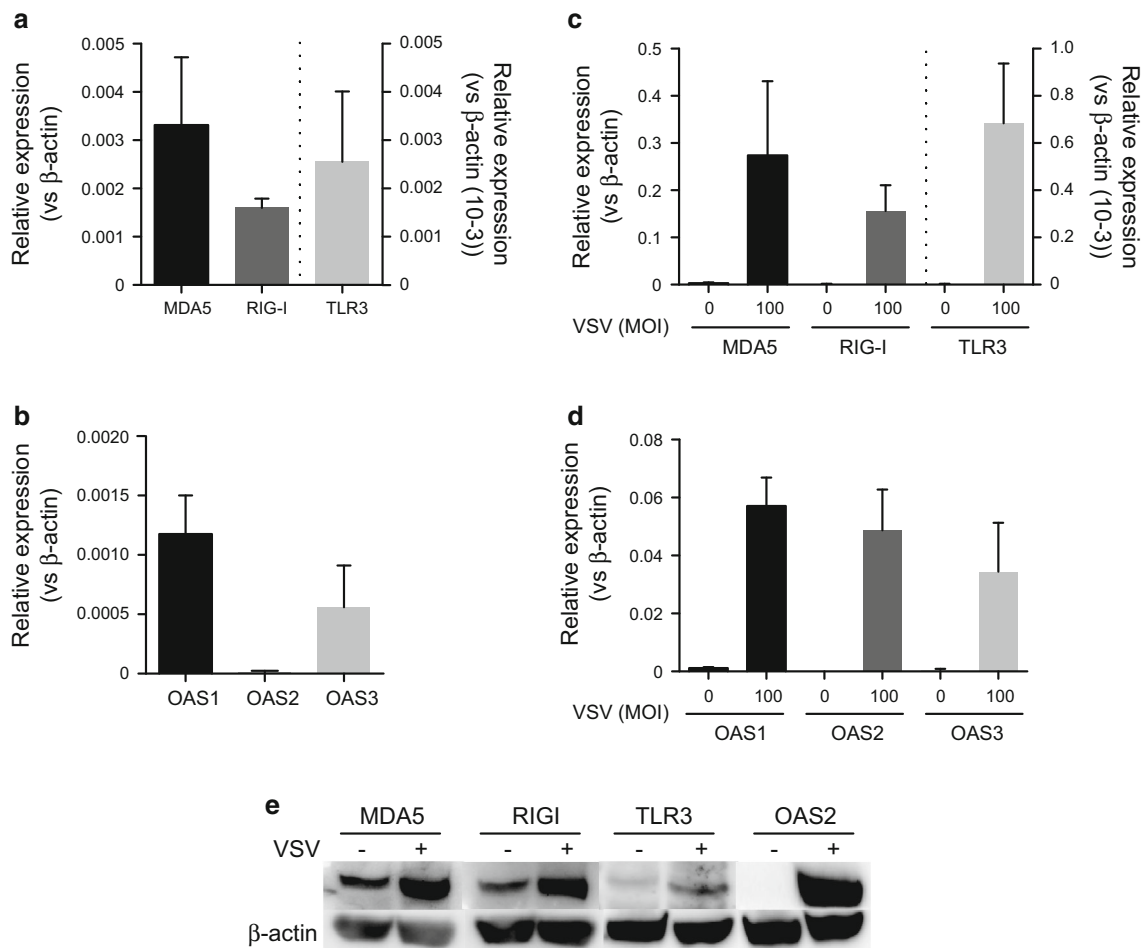 a
Relative expression
(vs β-actin)
0.005
0.004
0.003
0.002
0.001
0
MDA5 RIG-I TLR3
0.005
0.004
0.003
0.002
0.001
0
Relative expression
(vs β-actin (10-3))
c
Relative expression
(vs β-actin)
0.5
0.4
0.3
0.2
0.1
0
1.0
0.8
0.6
0.4
0.2
0
Relative expression
(vs β-actin (10-3))
0 100 0 100 0 100
VSV (MOI)
MDA5 RIG-I TLR3
b
Relative expression
(vs β-actin)
0.0020
0.0015
0.0010
0.0005
0
OAS1 OAS2 OAS3
d
Relative expression
(vs β-actin)
0.08
0.06
0.04
0.02
0
0 100 0 100 0 100
VSV (MOI)
OAS1 OAS2 OAS3
e
MDA5 RIGI TLR3 OAS2
VSV - + - + - + - +
β-actin